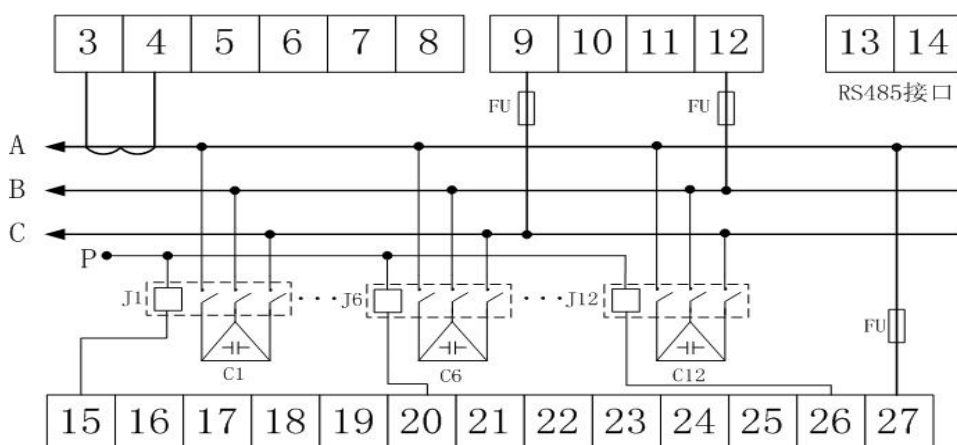 3 4 5 6 7 8 9 10 11 12 13 14
FU FU RS485接口
A
B
C
P
J1 ··· J6 ··· J12
FU
C1 C6 C12
15 16 17 18 19 20 21 22 23 24 25 26 27